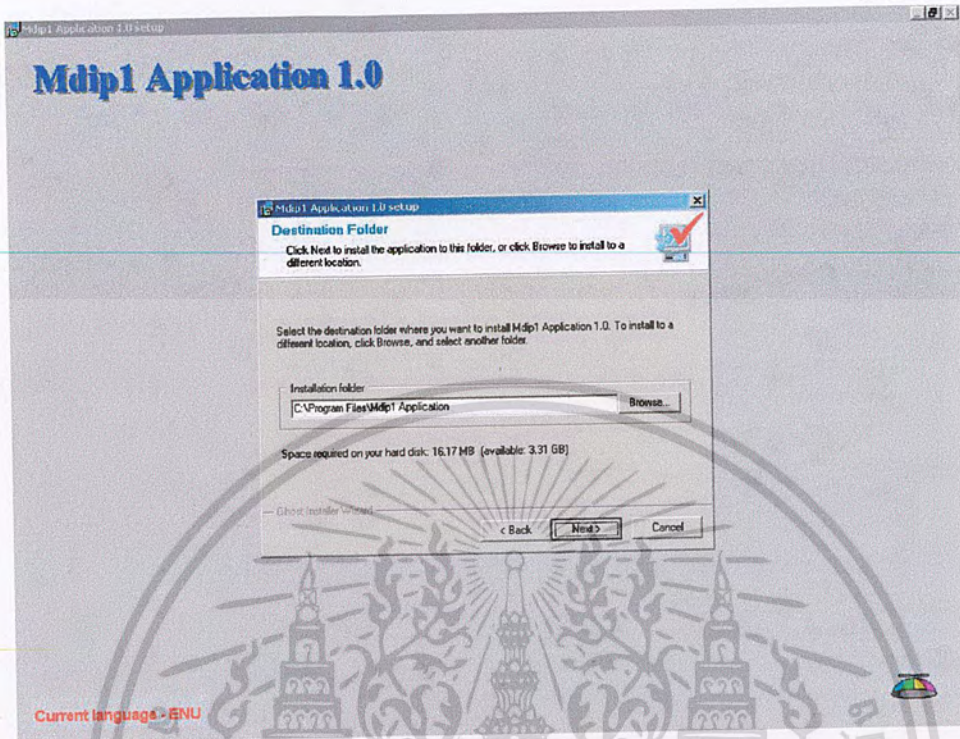 Mdip1 Application 1.0 setup
Mdip1 Application 1.0
Mdip1 Application 1.0 setup
Destination Folder
Click Next to install the application to this folder, or click Browse to install to a
different location.
Select the destination folder where you want to install Mdip1 Application 1.0. To install to a
different location, click Browse, and select another folder.
Installation folder
C:\Program Files\Mdip1 Application
Browse...
Space required on your hard disk: 16.17 MB (available: 3.31 GB)
Ghost Installer Wizard
< Back
Next >
Cancel
Current language - ENU